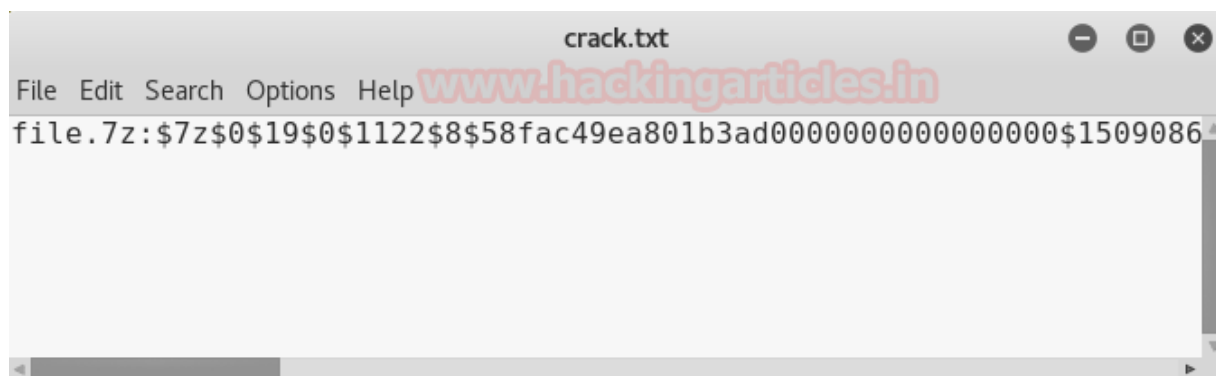 crack.txt
File Edit Search Options Help
www.hackingarticles.in
file.7z:$7z$0$19$0$1122$8$58fac49ea801b3ad0000000000000000$1509086